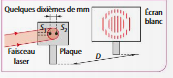 Quelques dixièmes de mm
Écran
blanc
S₁
S₂
Faisceau
laser
Plaque
D